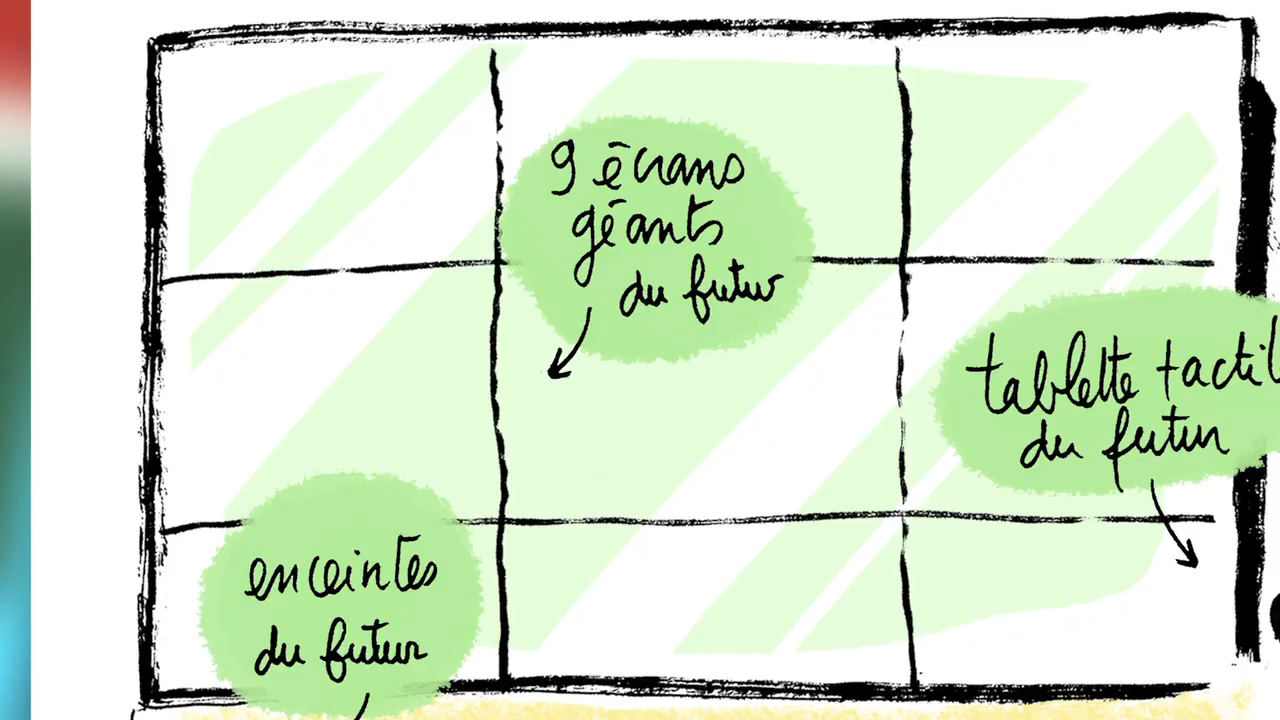 9 écrans
géants
du futur
tablette tactil
du futur
enceintes
du futur